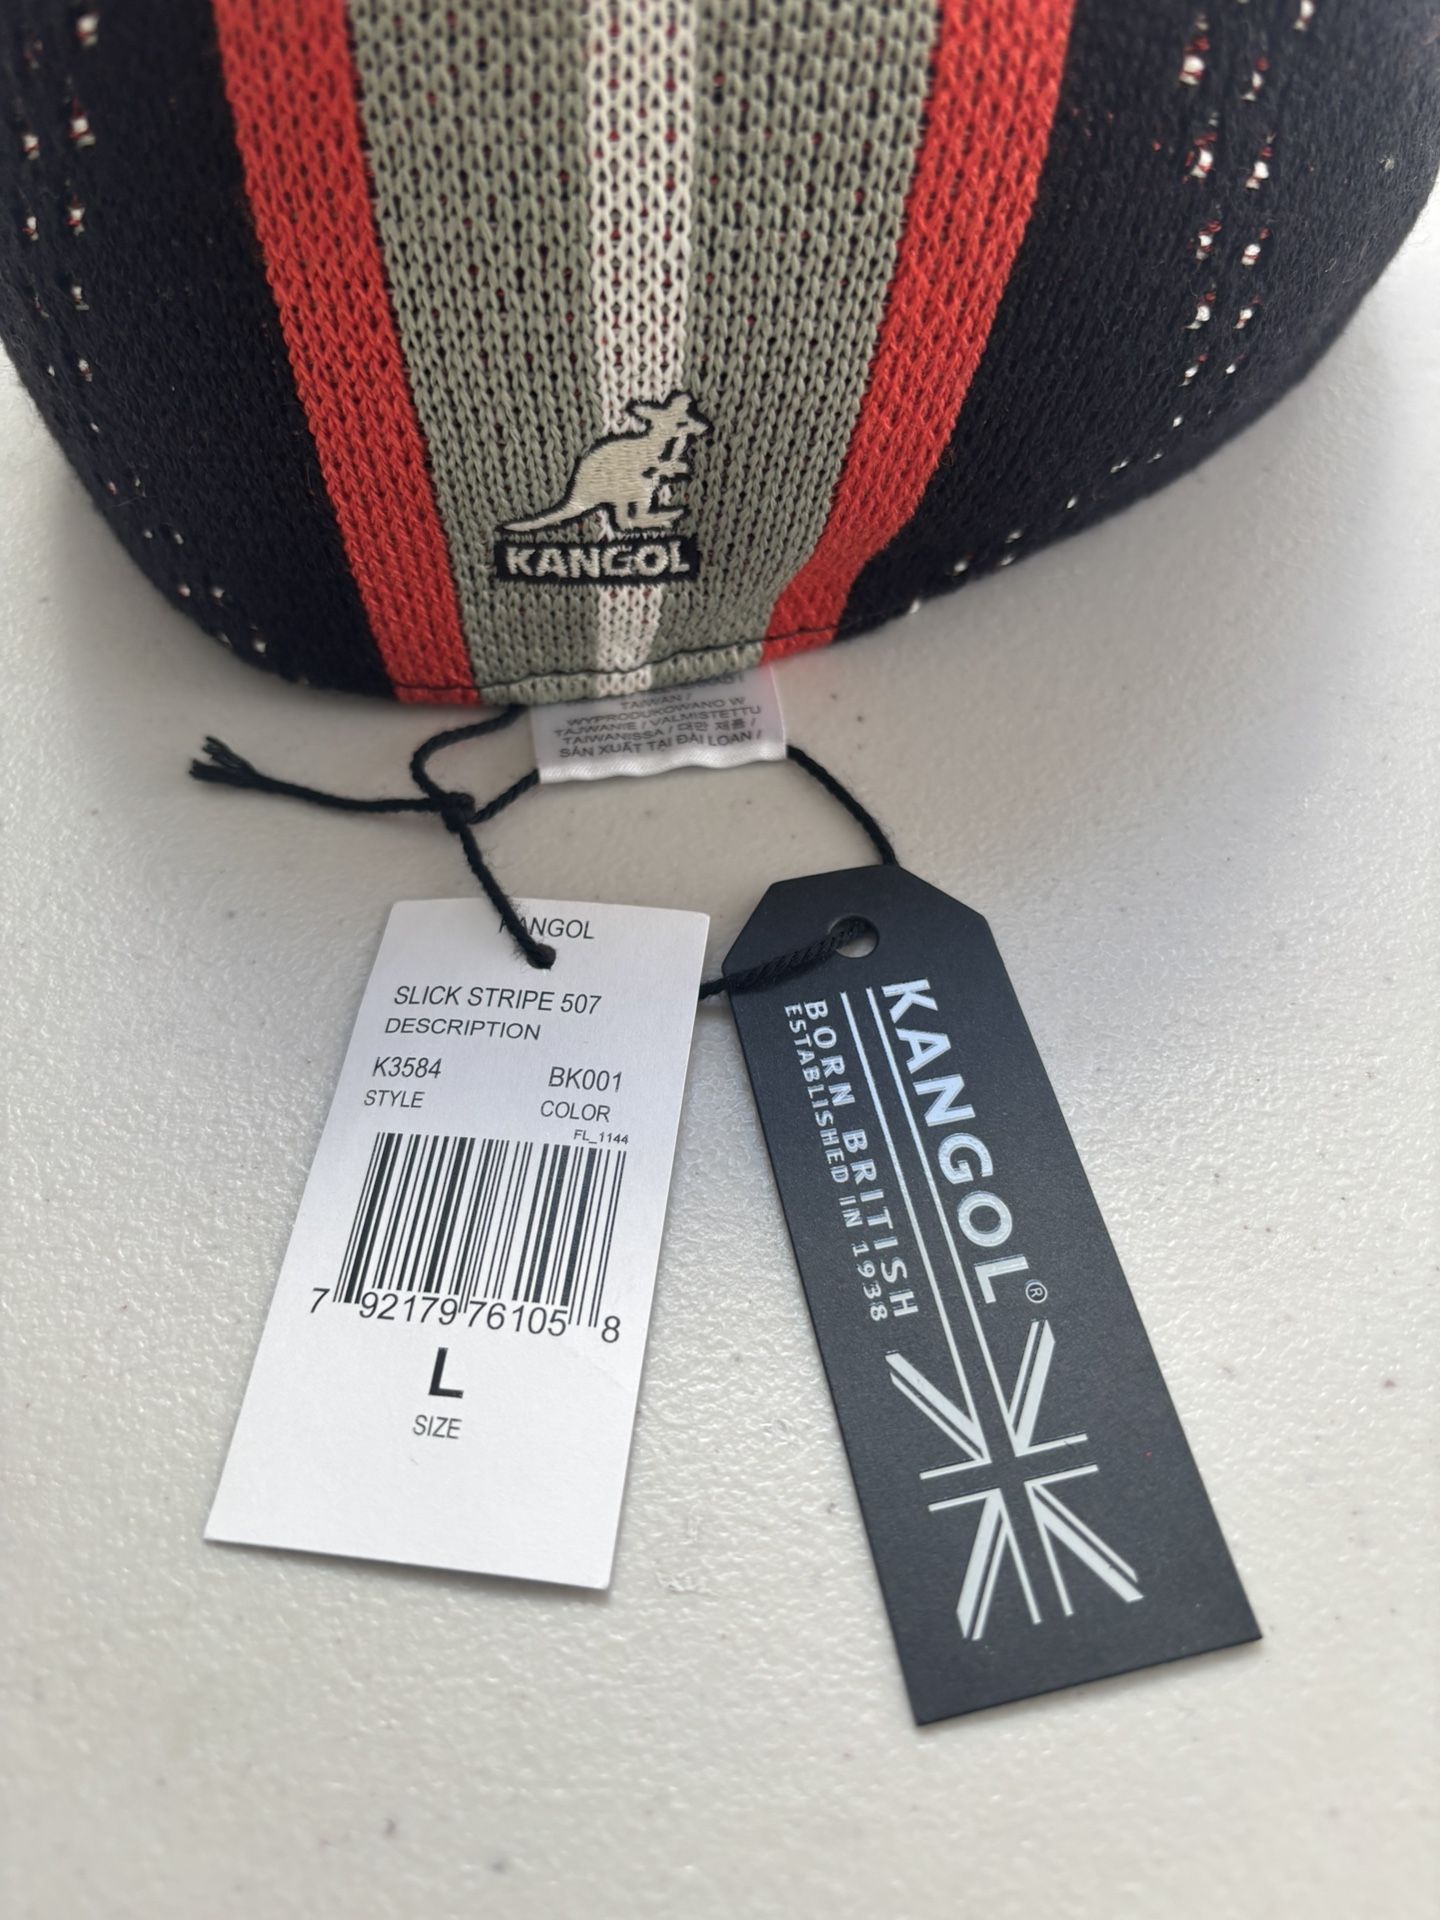 KANGOL
TAIWAN /
WYPRODUKOWANO W
TAJWANIE / VALMISTETTU
TAIWANISSA / 대만 제품 /
SẢN XUẤT TẠI ĐÀI LOAN /
KANGOL
SLICK STRIPE 507
DESCRIPTION
K3584 BK001
STYLE COLOR
FL_1144
7 92179 76105 8
L
SIZE
KANGOL®
BORN BRITISH
ESTABLISHED IN 1938